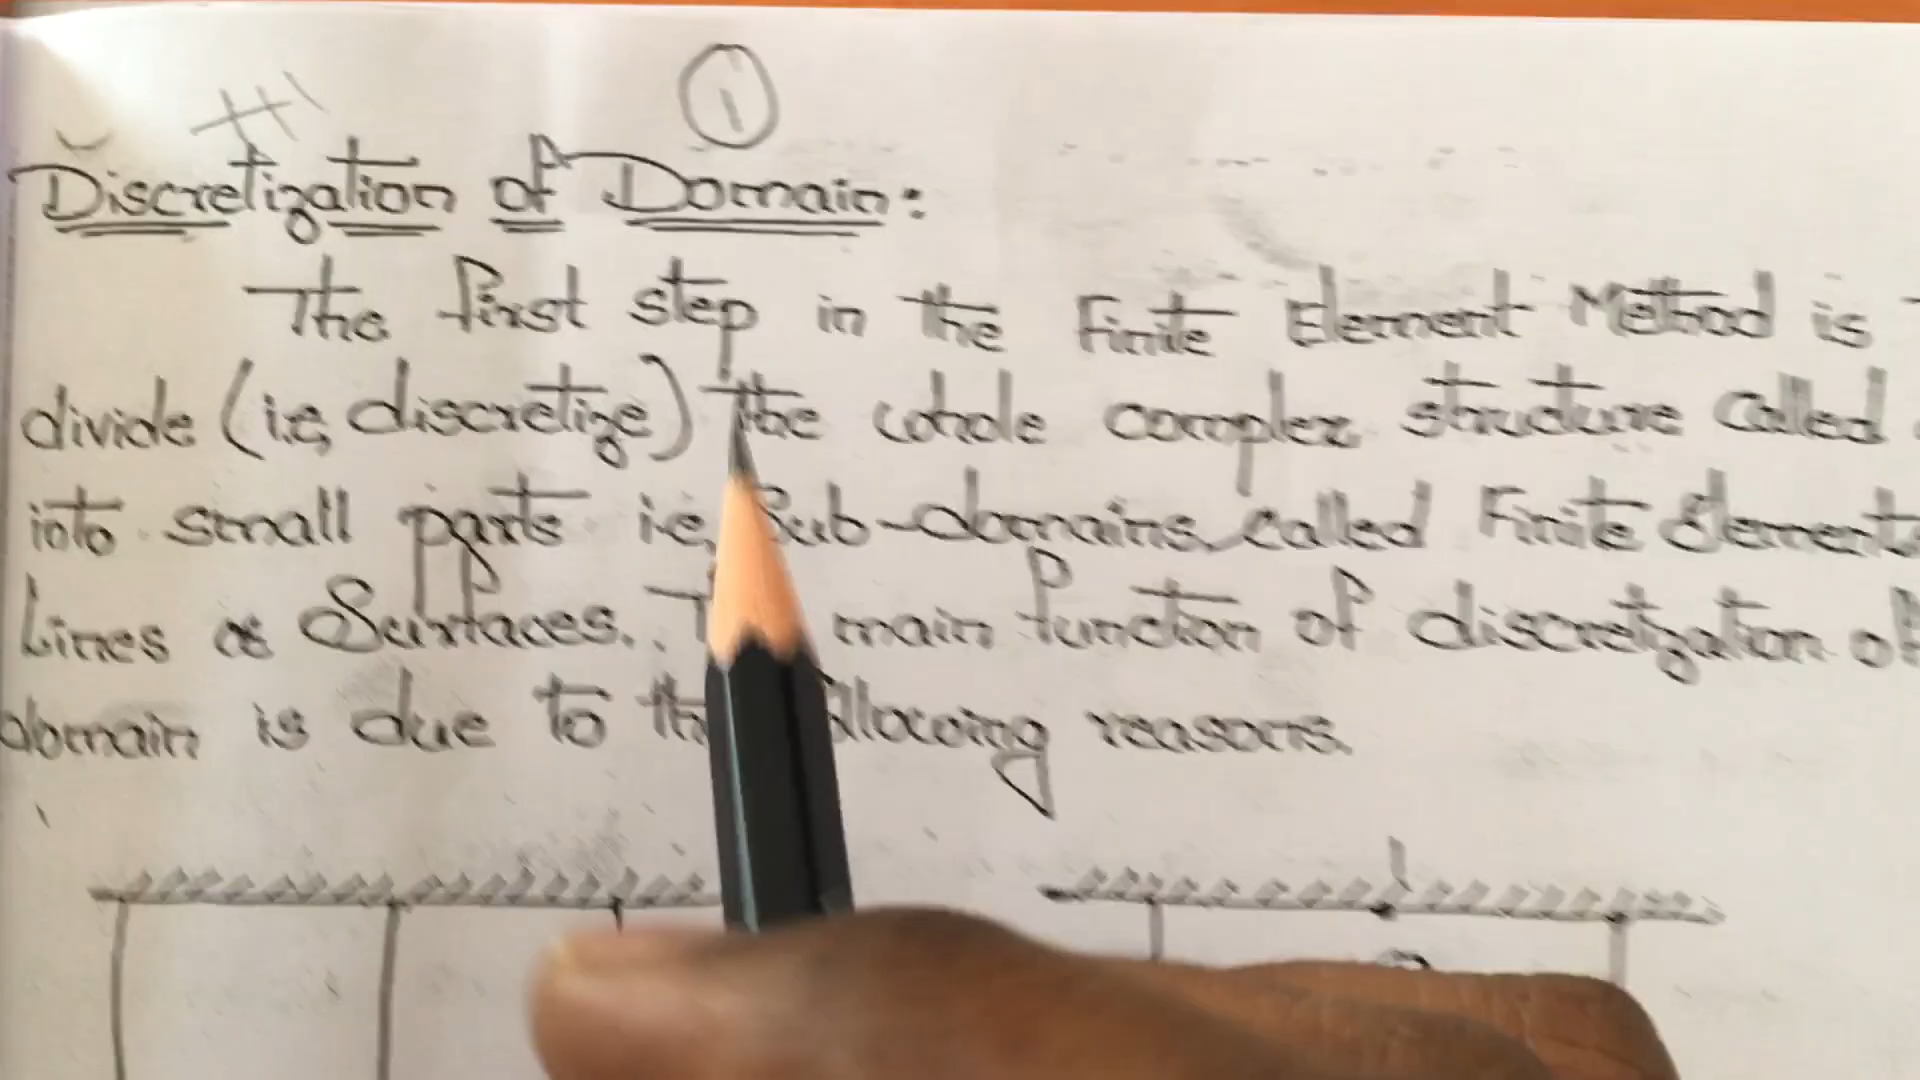 1
Discretization of Domain:
The first step in the Finite Element Method is
divide (i.e, discretize) the whole complex structure called
into small parts i.e, Sub-domains, called Finite Elements
Lines or Surfaces. main function of discretization of
domain is due to reasons.